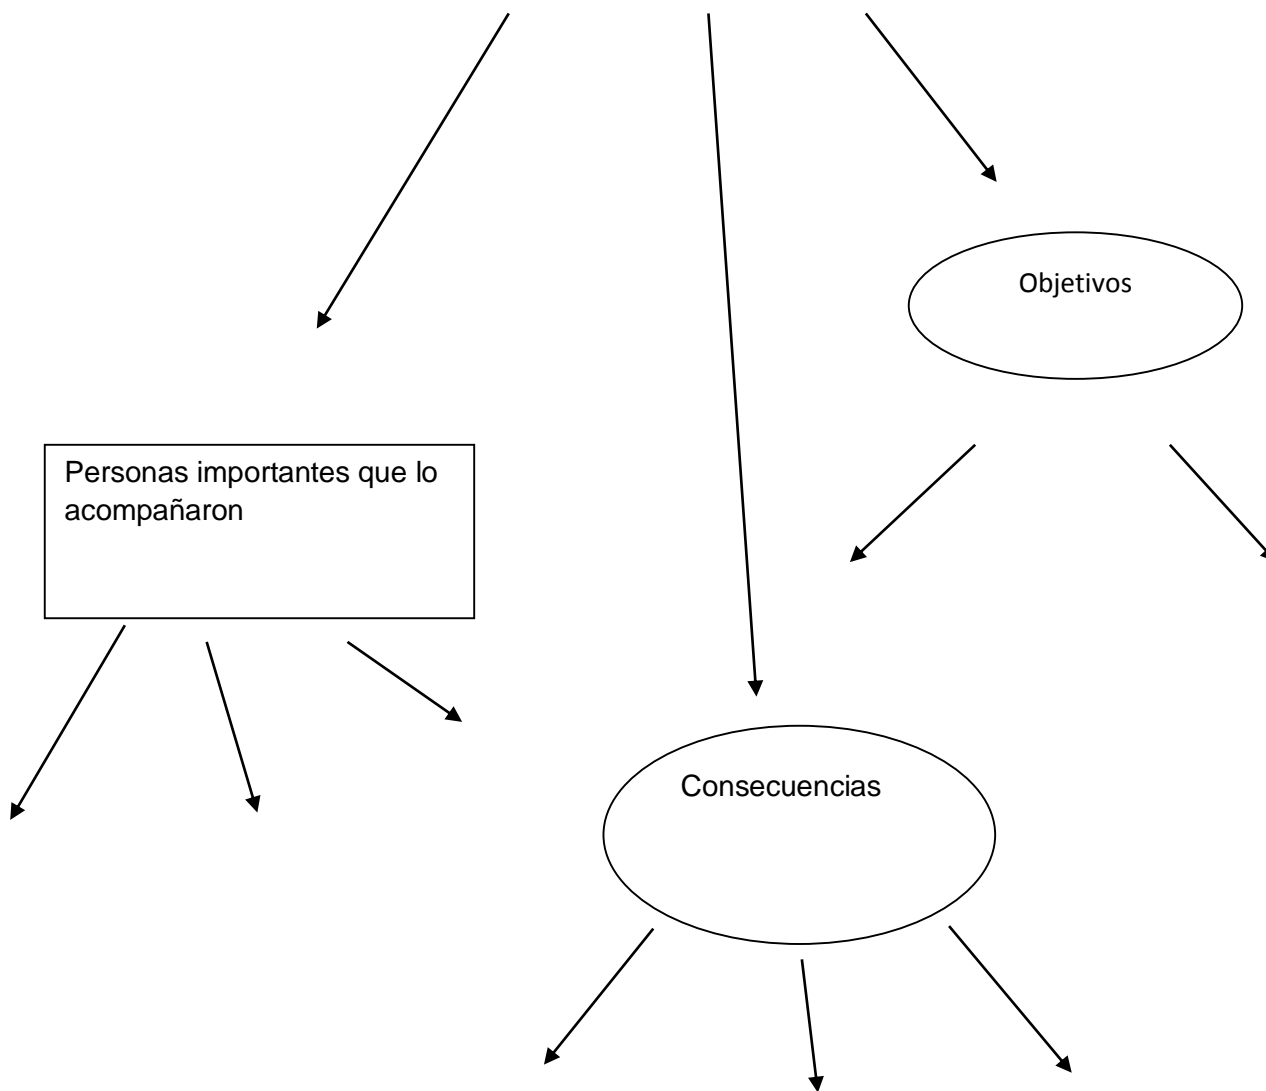 Objetivos
Personas importantes que lo
acompañaron
Consecuencias